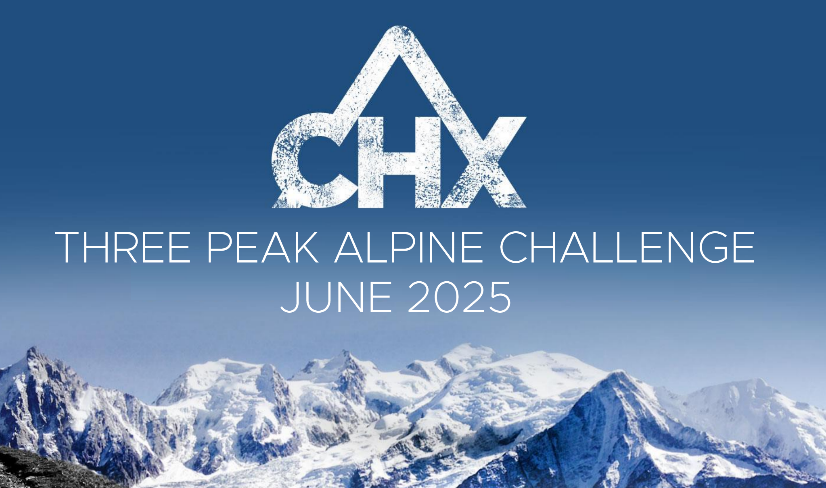 CHX
THREE PEAK ALPINE CHALLENGE
JUNE 2025